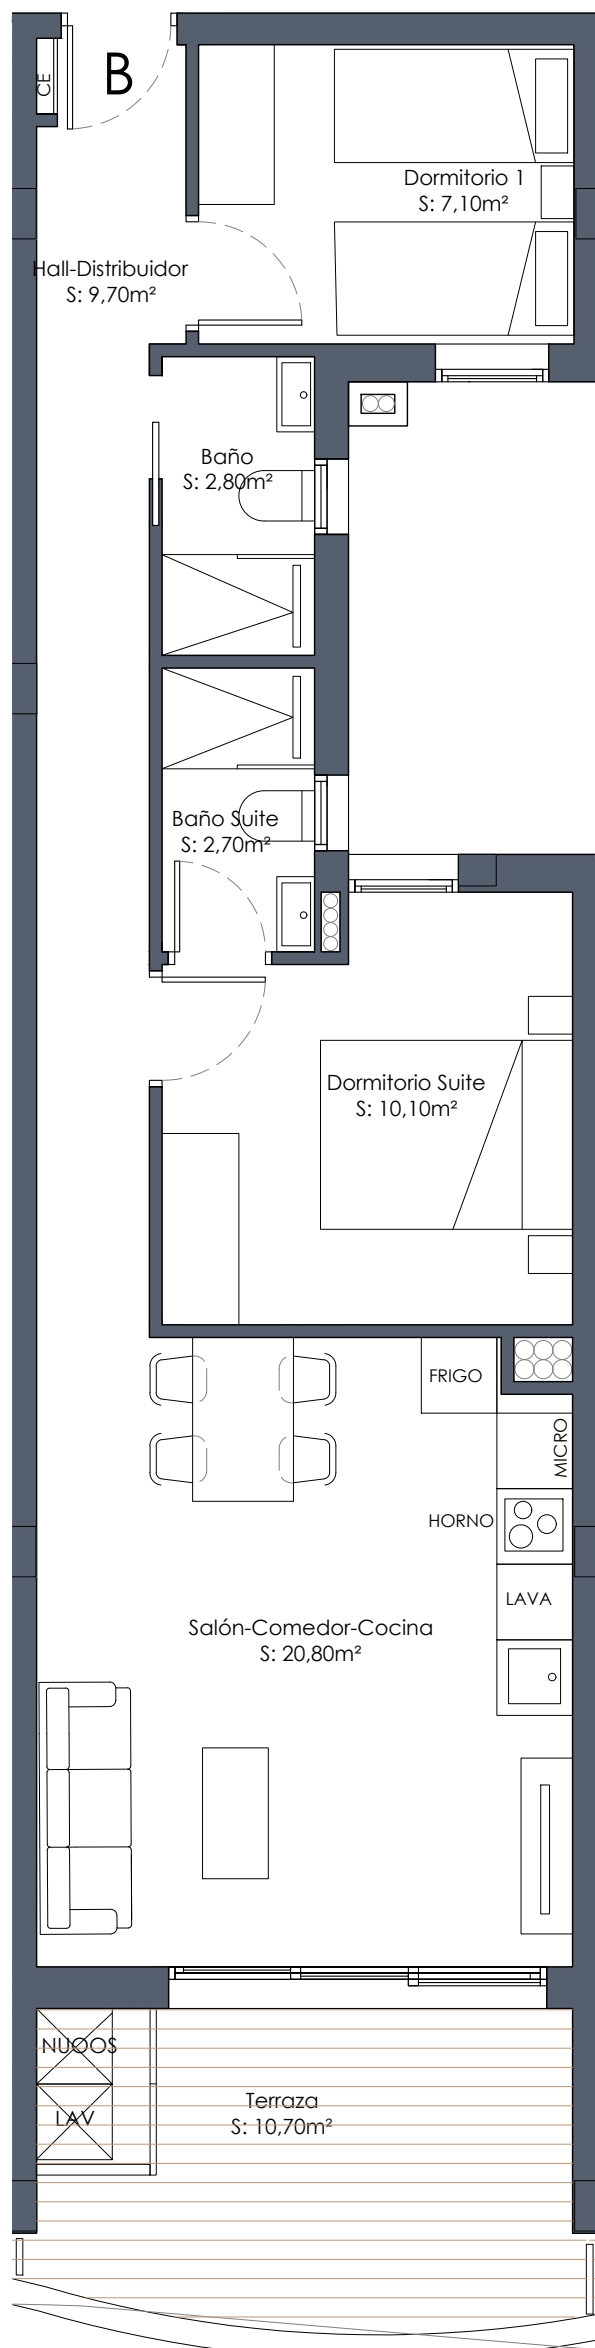 CE
B
Dormitorio 1
S: 7,10m²
Hall-Distribuidor
S: 9,70m²
Baño
S: 2,80m²
Baño Suite
S: 2,70m²
Dormitorio Suite
S: 10,10m²
FRIGO
MICRO
HORNO
LAVA
Salón-Comedor-Cocina
S: 20,80m²
NUOOS
LAV
Terraza
S: 10,70m²